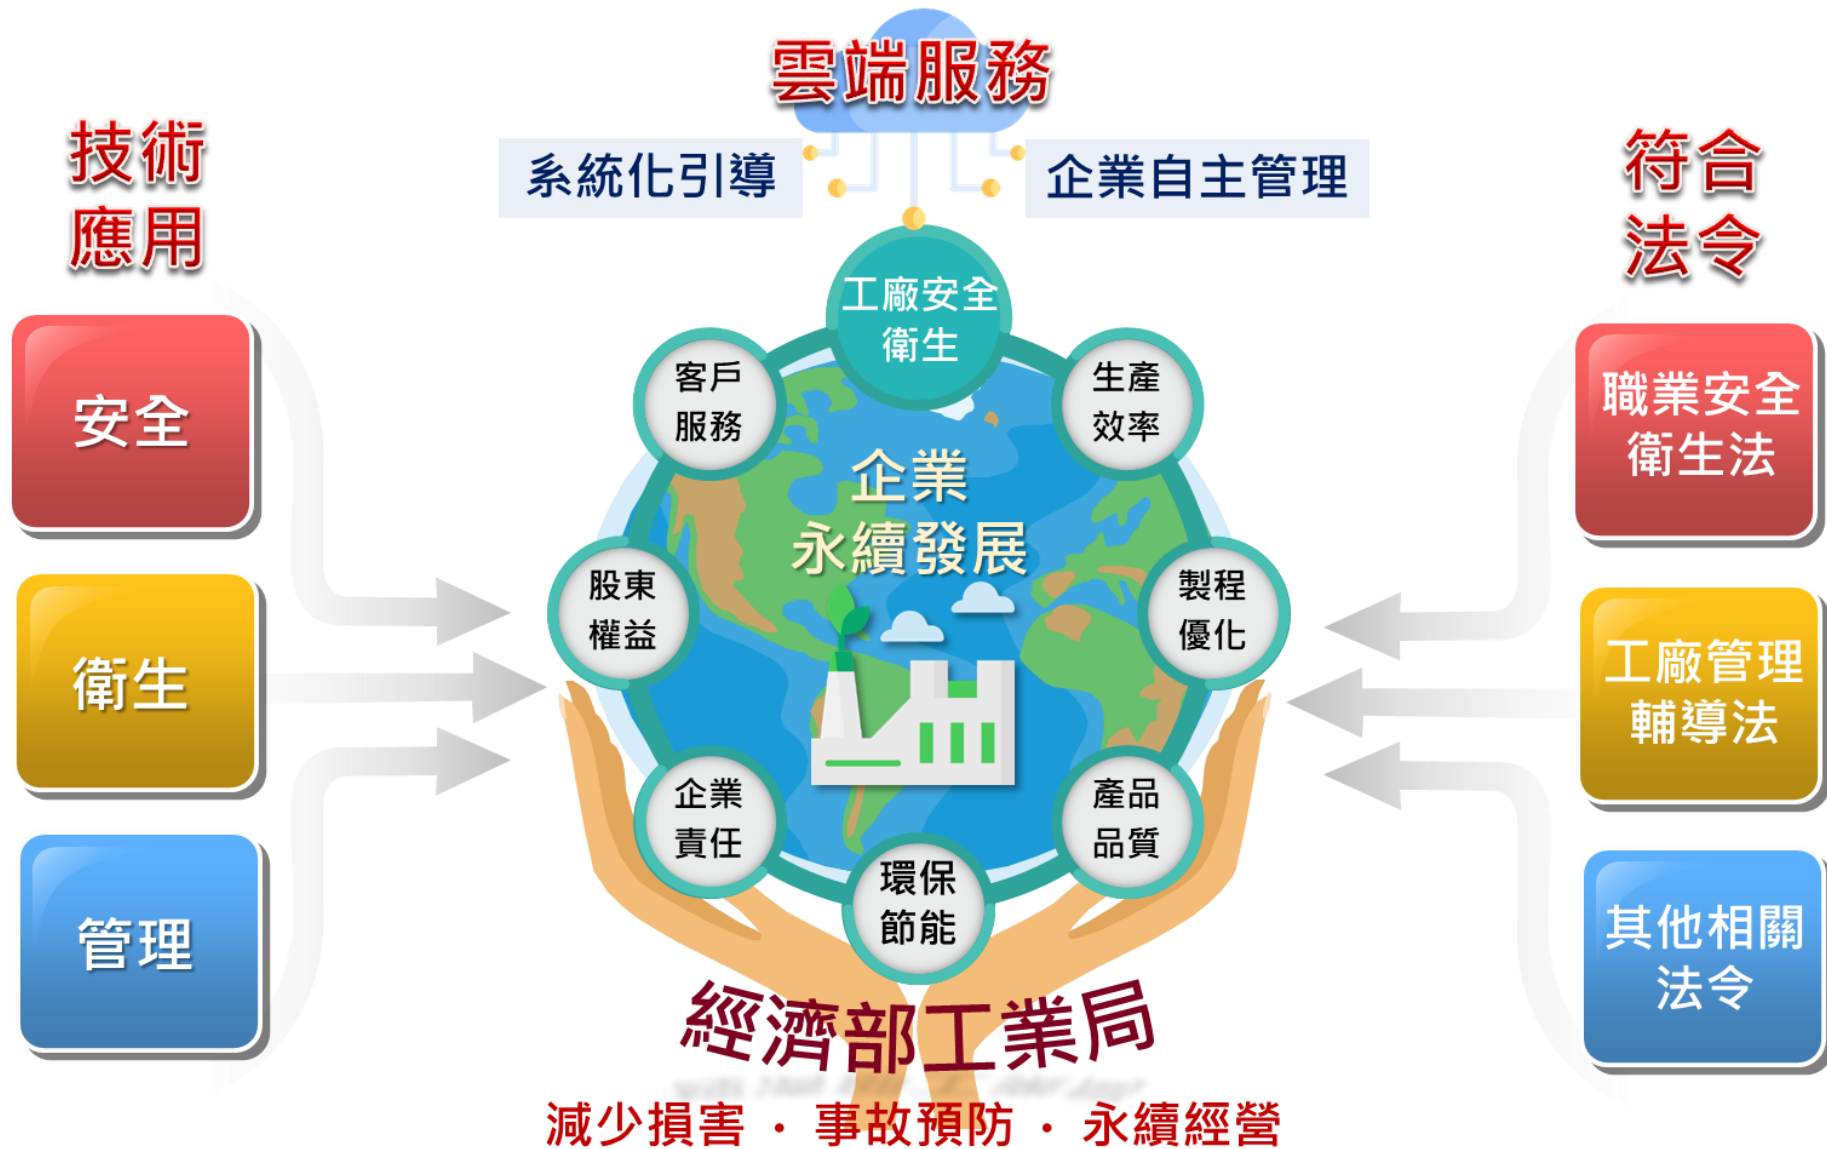 雲端服務
系統化引導
企業自主管理
技術
應用
安全
衛生
管理
工廠安全
衛生
客戶
服務
生產
效率
企業
永續發展
股東
權益
製程
優化
企業
責任
產品
品質
環保
節能
經濟部工業局
減少損害 · 事故預防 · 永續經營
符合
法令
職業安全
衛生法
工廠管理
輔導法
其他相關
法令